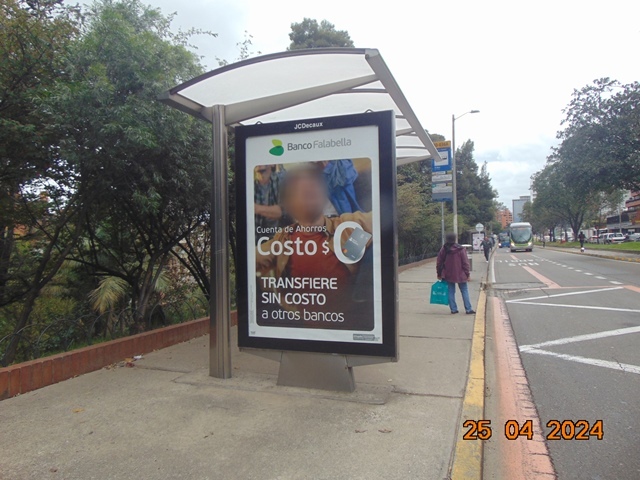 JCDecaux
Banco Falabella
Cuenta de Ahorros
Costo $ 0
TRANSFIERE
SIN COSTO
a otros bancos
25 04 2024